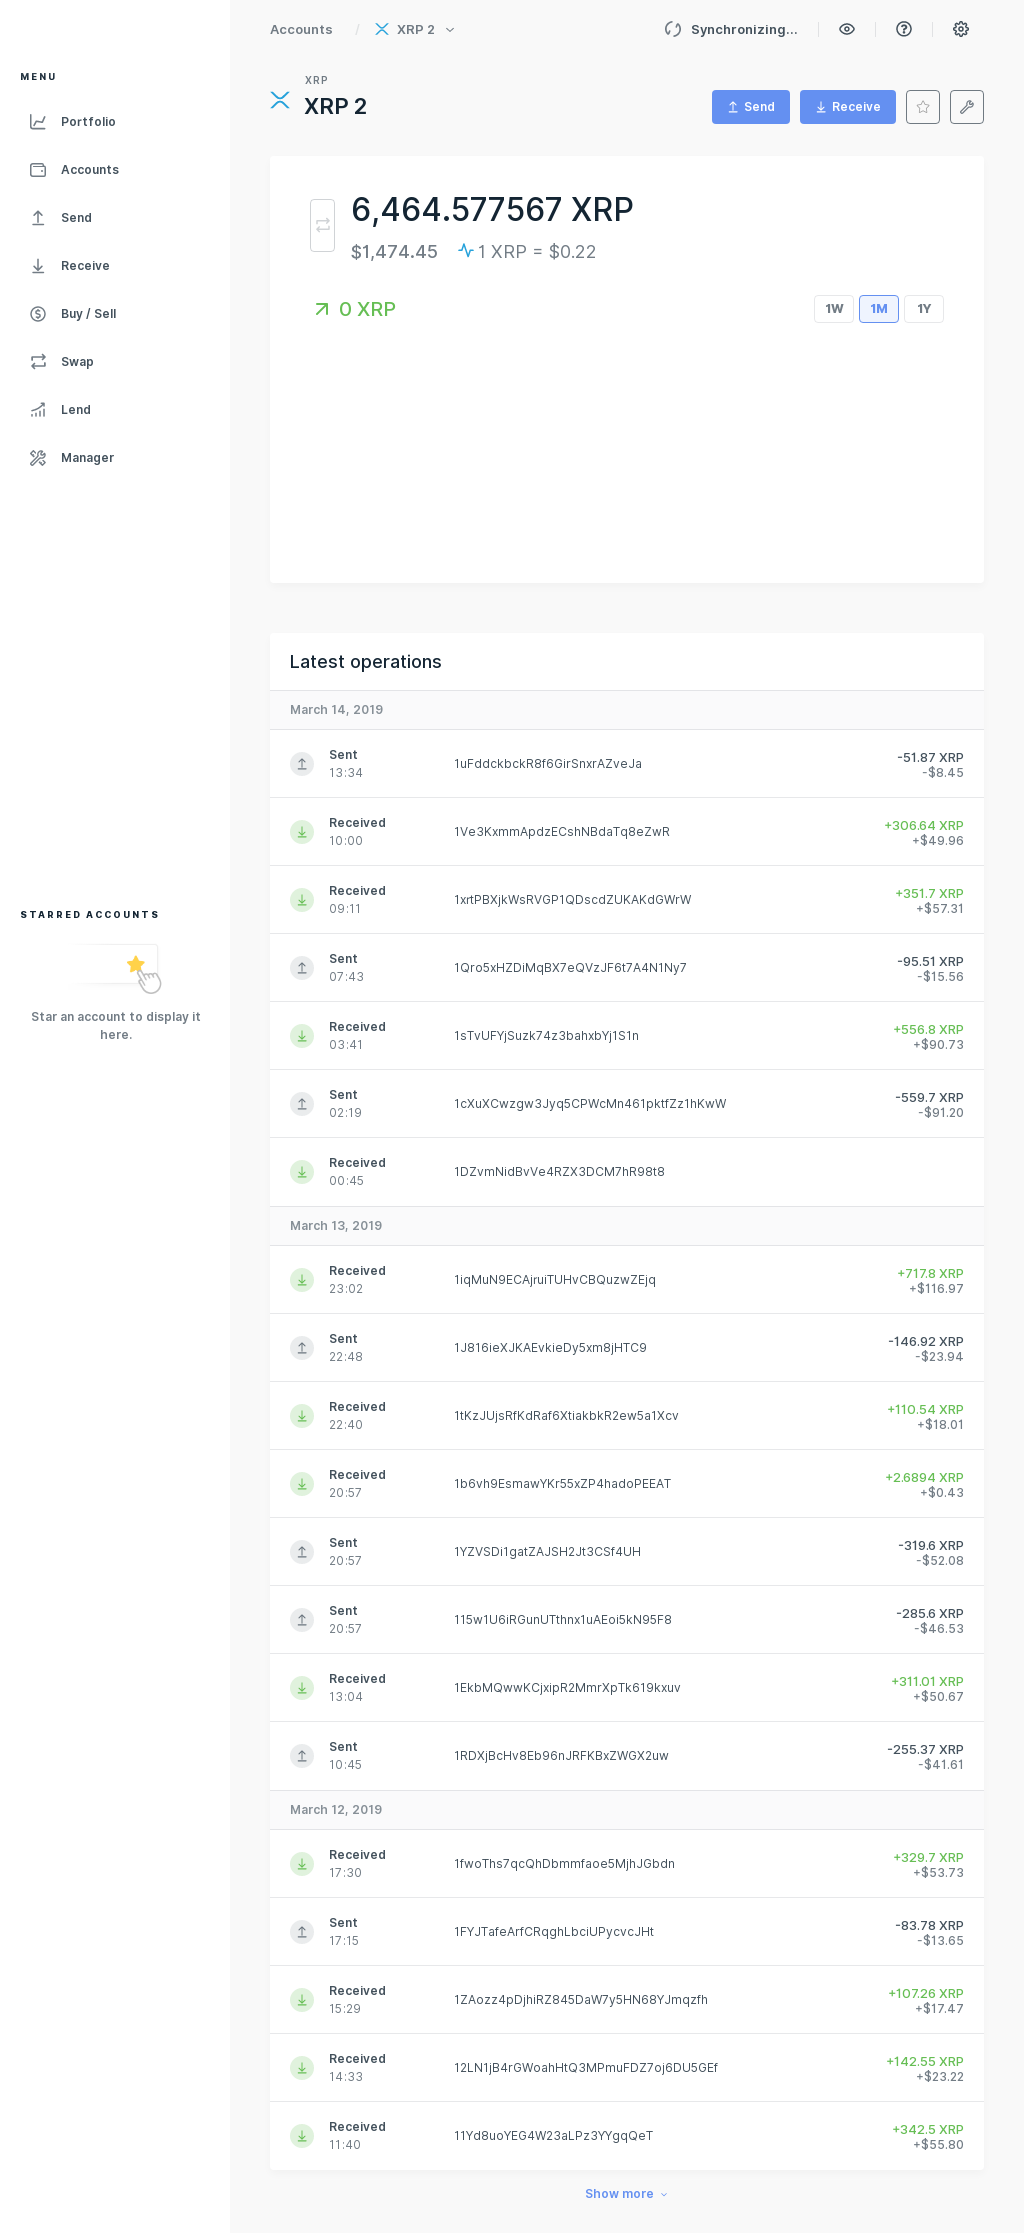 Accounts / XRP 2
Synchronizing...
MENU
Portfolio
Accounts
Send
Receive
Buy / Sell
Swap
Lend
Manager
STARRED ACCOUNTS
Star an account to display it
here.
XRP
XRP 2
Send
Receive
6,464.577567 XRP
$1,474.45
1 XRP = $0.22
0 XRP
1W
1M
1Y
Latest operations
March 14, 2019
Sent
13:34
1uFddckbckR8f6GirSnxrAZveJa
-51.87 XRP
-$8.45
Received
10:00
1Ve3KxmmApdzECshNBdaTq8eZwR
+306.64 XRP
+$49.96
Received
09:11
1xrtPBXjkWsRVGP1QDscdZUKAKdGWrW
+351.7 XRP
+$57.31
Sent
07:43
1Qro5xHZDiMqBX7eQVzJF6t7A4N1Ny7
-95.51 XRP
-$15.56
Received
03:41
1sTvUFYjSuzk74z3bahxbYj1S1n
+556.8 XRP
+$90.73
Sent
02:19
1cXuXCwzgw3Jyq5CPWcMn461pktfZz1hKwW
-559.7 XRP
-$91.20
Received
00:45
1DZvmNidBvVe4RZX3DCM7hR98t8
March 13, 2019
Received
23:02
1iqMuN9ECAjruiTUHvCBQuzwZEjq
+717.8 XRP
+$116.97
Sent
22:48
1J816ieXJKAEvkieDy5xm8jHTC9
-146.92 XRP
-$23.94
Received
22:40
1tKzJUjsRfKdRaf6XtiakbkR2ew5a1Xcv
+110.54 XRP
+$18.01
Received
20:57
1b6vh9EsmawYKr55xZP4hadoPEEAT
+2.6894 XRP
+$0.43
Sent
20:57
1YZVSDi1gatZAJSH2Jt3CSf4UH
-319.6 XRP
-$52.08
Sent
20:57
115w1U6iRGunUTthnx1uAEoi5kN95F8
-285.6 XRP
-$46.53
Received
13:04
1EkbMQwwKCjxipR2MmrXpTk619kxuv
+311.01 XRP
+$50.67
Sent
10:45
1RDXjBcHv8Eb96nJRFKBxZWGX2uw
-255.37 XRP
-$41.61
March 12, 2019
Received
17:30
1fwoThs7qcQhDbmmfaoe5MjhJGbdn
+329.7 XRP
+$53.73
Sent
17:15
1FYJTafeArfCRqghLbciUPycvcJHt
-83.78 XRP
-$13.65
Received
15:29
1ZAozz4pDjhiRZ845DaW7y5HN68YJmqzfh
+107.26 XRP
+$17.47
Received
14:33
12LN1jB4rGWoahHtQ3MPmuFDZ7oj6DU5GEf
+142.55 XRP
+$23.22
Received
11:40
11Yd8uoYEG4W23aLPz3YYgqQeT
+342.5 XRP
+$55.80
Show more